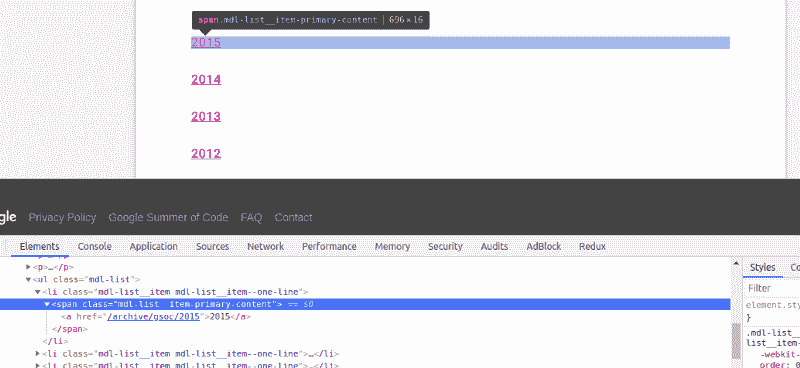 span.mdl-list__item-primary-content | 696 × 16
2015
2014
2013
2012
gle Privacy Policy Google Summer of Code FAQ Contact
Elements Console Application Sources Network Performance Memory Security Audits AdBlock Redux
▶<p>…</p>
▼<ul class="mdl-list">
▼<li class="mdl-list__item mdl-list__item--one-line">
▼<span class="mdl-list__item-primary-content"> == $0
<a href="/archive/gsoc/2015">2015</a>
</span>
</li>
▶<li class="mdl-list__item mdl-list__item--one-line">…</li>
▶<li class="mdl-list__item mdl-list__item--one-line">…</li>
Styles Co
Filter
element.sty
}
.mdl-list__
list__item-
-webkit-
order: 0